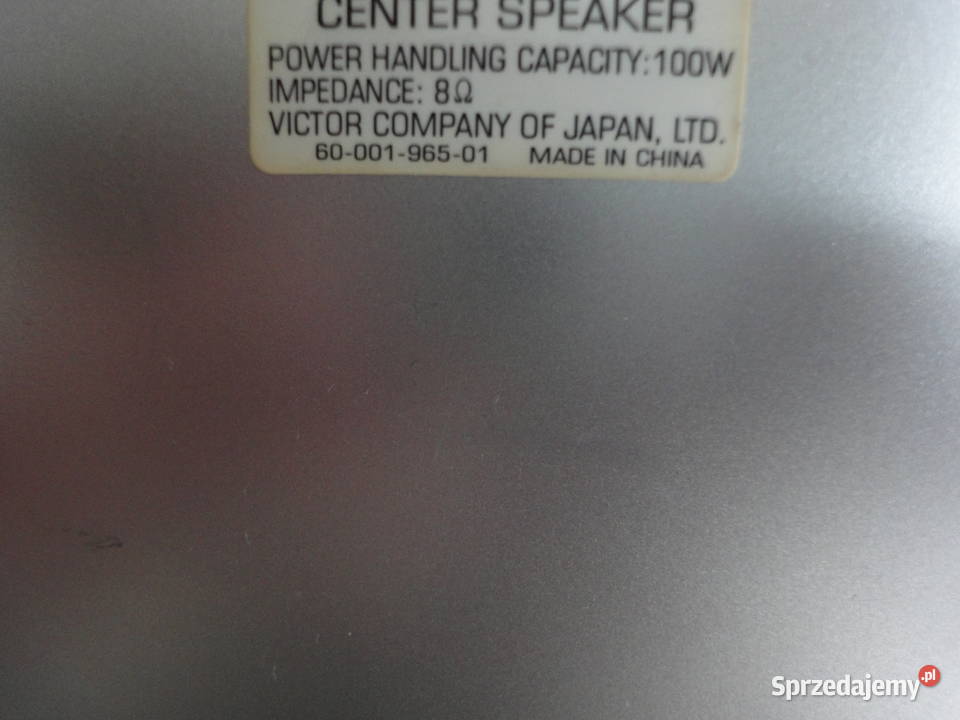 CENTER SPEAKER
POWER HANDLING CAPACITY:100W
IMPEDANCE: 8Ω
VICTOR COMPANY OF JAPAN, LTD.
60-001-965-01 MADE IN CHINA
Sprzedajemy.pl